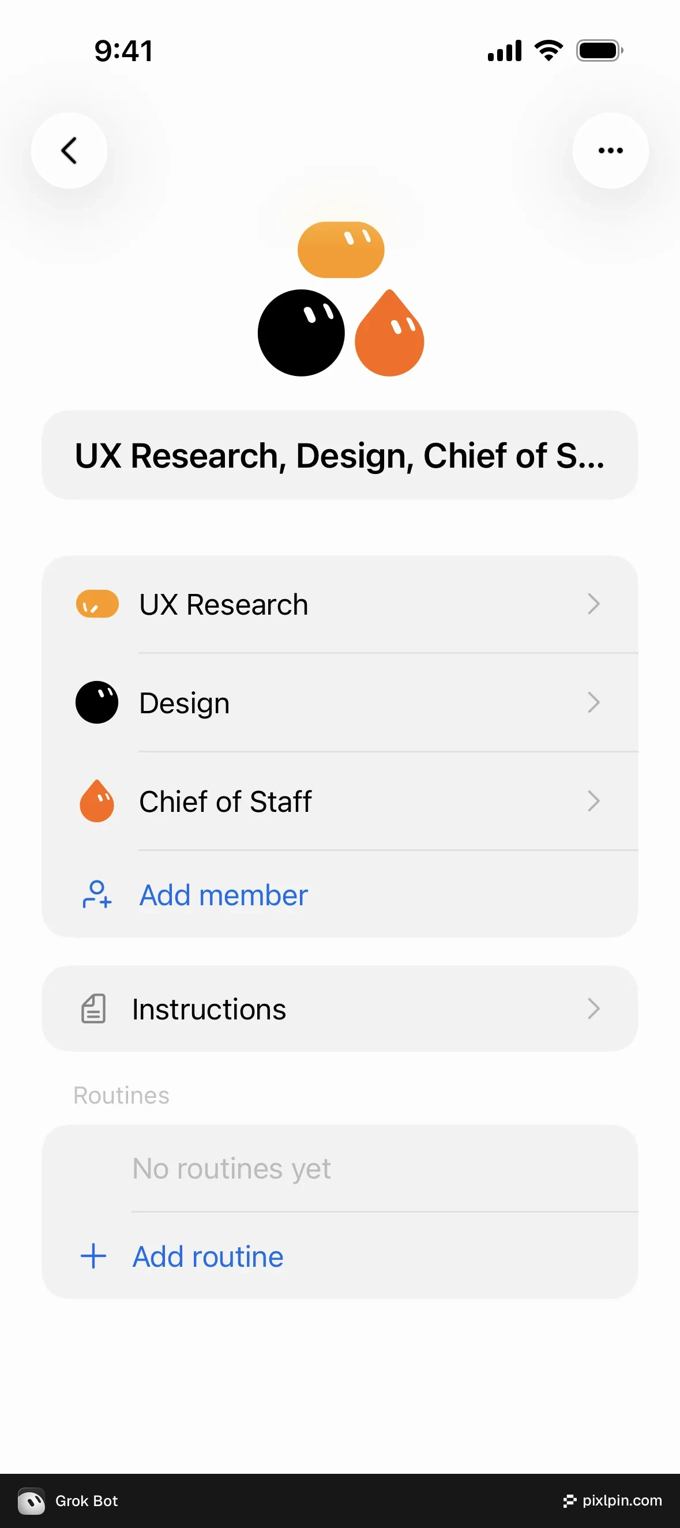 9:41
UX Research, Design, Chief of S...
UX Research
Design
Chief of Staff
Add member
Instructions
Routines
No routines yet
Add routine
Grok Bot
pixlpin.com